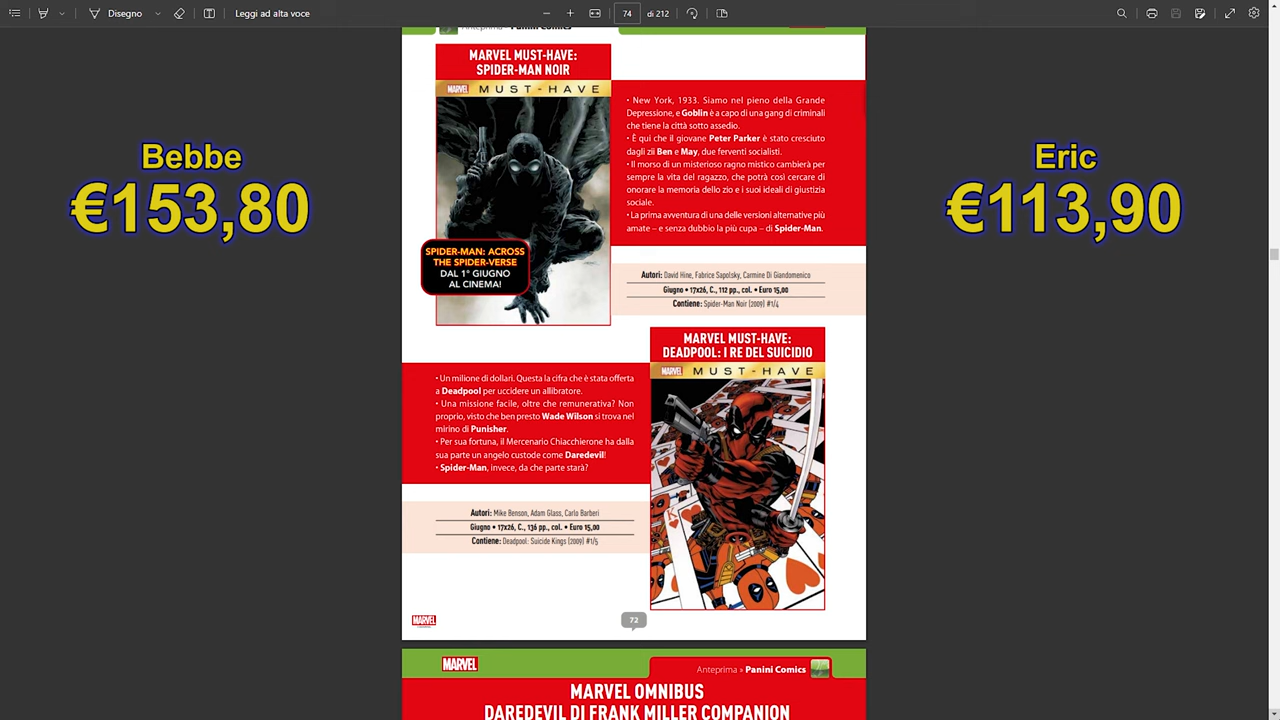 Disegno
Leggi ad alta voce
74
di 212
Anteprima » Panini Comics
MARVEL MUST-HAVE:
SPIDER-MAN NOIR
MARVEL MUST-HAVE
SPIDER-MAN: ACROSS
THE SPIDER-VERSE
DAL 1° GIUGNO
AL CINEMA!
• New York, 1933. Siamo nel pieno della Grande
Depressione, e Goblin è a capo di una gang di criminali
che tiene la città sotto assedio.
• È qui che il giovane Peter Parker è stato cresciuto
dagli zii Ben e May, due ferventi socialisti.
• Il morso di un misterioso ragno mistico cambierà per
sempre la vita del ragazzo, che potrà così cercare di
onorare la memoria dello zio e i suoi ideali di giustizia
sociale.
• La prima avventura di una delle versioni alternative più
amate – e senza dubbio la più cupa – di Spider-Man.
Autori: David Hine, Fabrice Sapolsky, Carmine Di Giandomenico
Giugno • 17x26, C., 112 pp., col. • Euro 15,00
Contiene: Spider-Man Noir (2009) #1/4
Bebbe
€153,80
Eric
€113,90
MARVEL MUST-HAVE:
DEADPOOL: I RE DEL SUICIDIO
MARVEL MUST-HAVE
• Un milione di dollari. Questa la cifra che è stata offerta
a Deadpool per uccidere un allibratore.
• Una missione facile, oltre che remunerativa? Non
proprio, visto che ben presto Wade Wilson si trova nel
mirino di Punisher.
• Per sua fortuna, il Mercenario Chiacchierone ha dalla
sua parte un angelo custode come Daredevil!
• Spider-Man, invece, da che parte starà?
Autori: Mike Benson, Adam Glass, Carlo Barberi
Giugno • 17x26, C., 136 pp., col. • Euro 15,00
Contiene: Deadpool: Suicide Kings (2009) #1/5
K
MARVEL
72
MARVEL
Anteprima » Panini Comics
MARVEL OMNIBUS
DAREDEVIL DI FRANK MILLER COMPANION